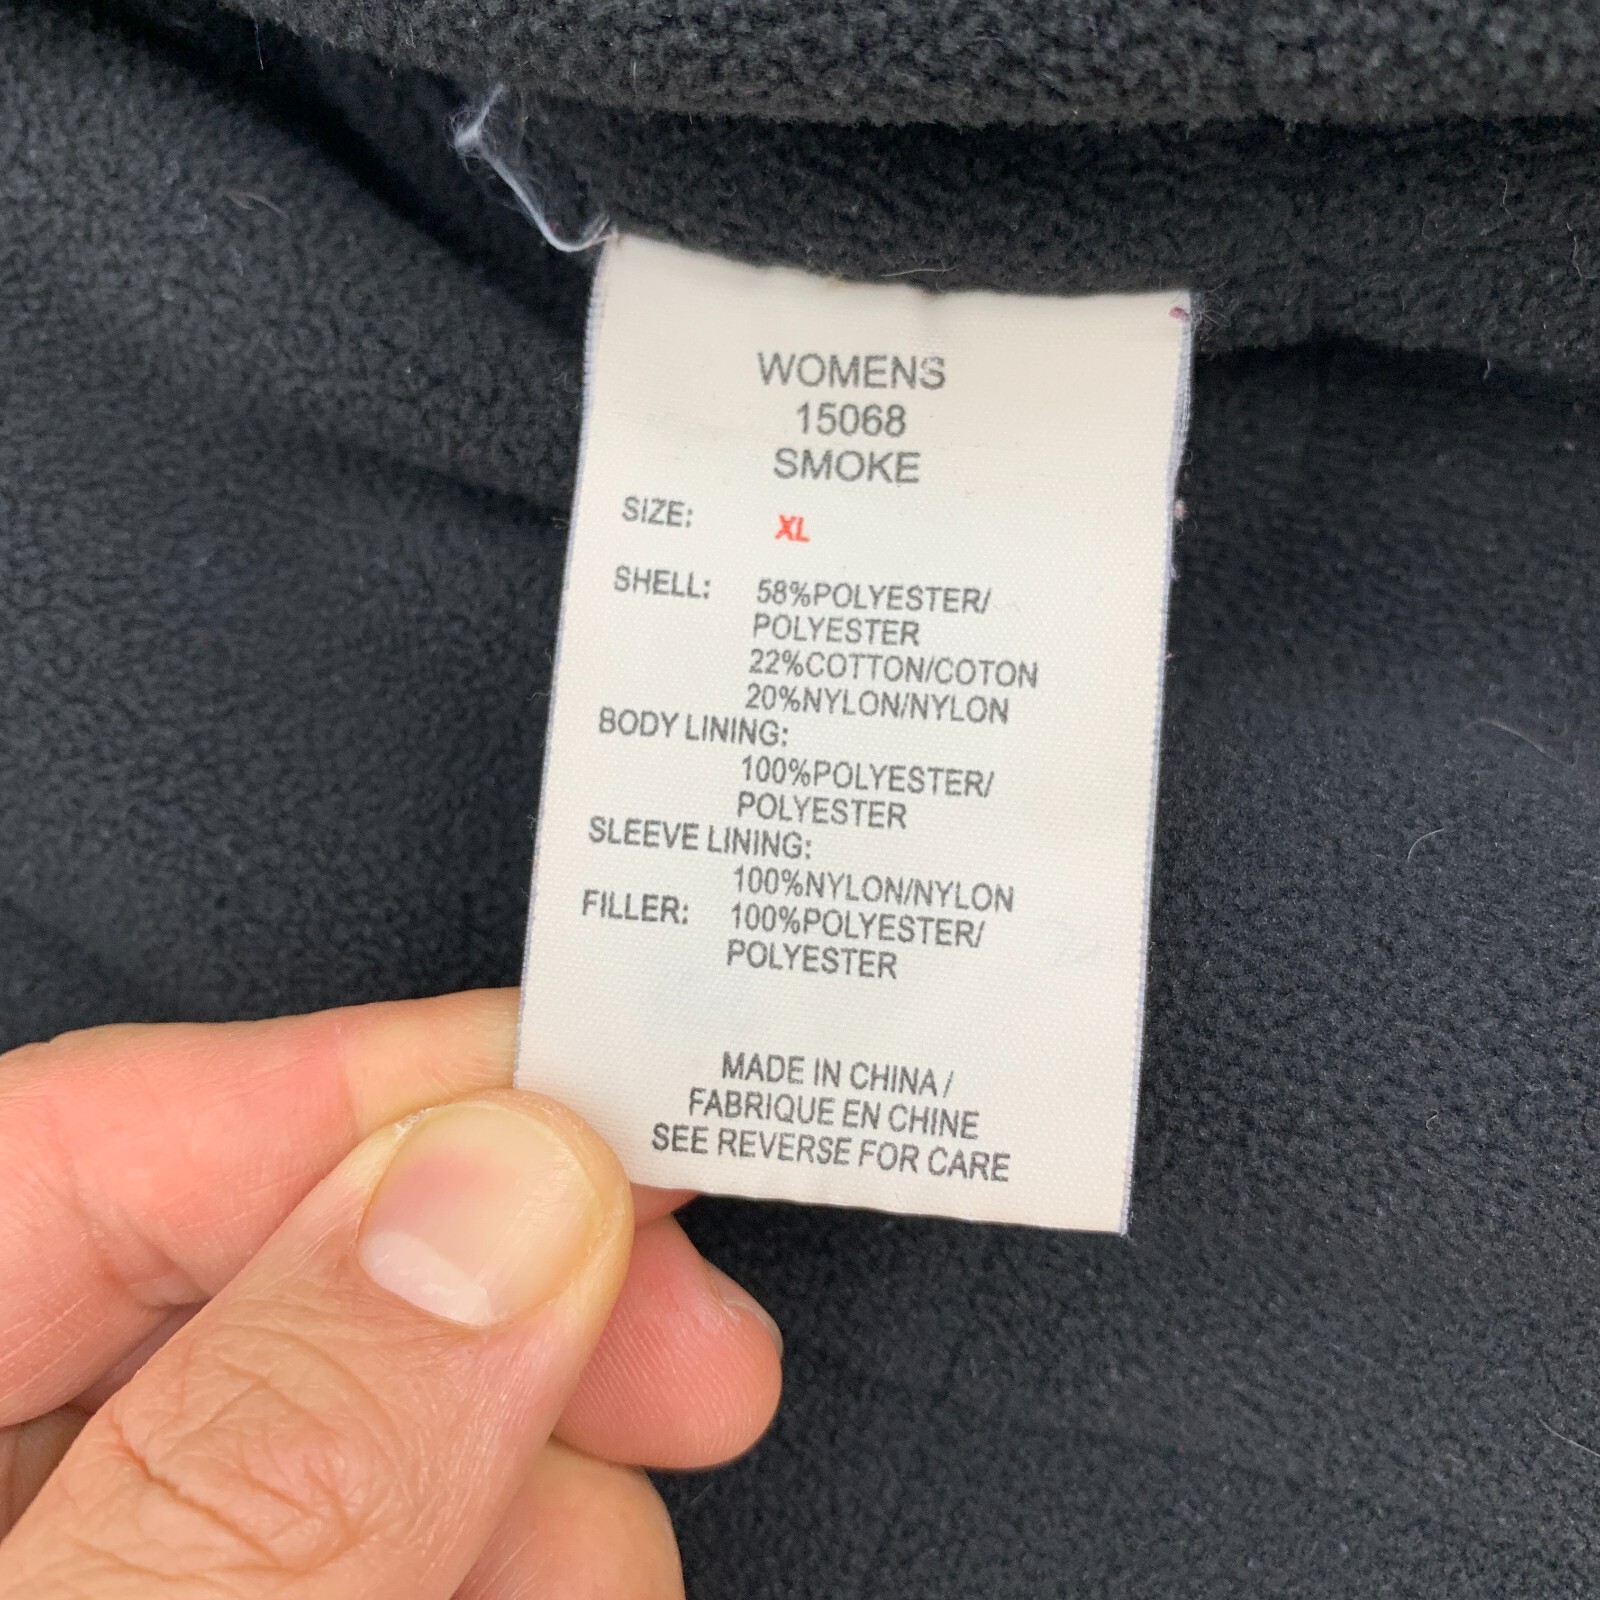 WOMENS
15068
SMOKE
SIZE: XL
SHELL: 58%POLYESTER/
POLYESTER
22%COTTON/COTON
20%NYLON/NYLON
BODY LINING:
100%POLYESTER/
POLYESTER
SLEEVE LINING:
100%NYLON/NYLON
FILLER: 100%POLYESTER/
POLYESTER
MADE IN CHINA /
FABRIQUE EN CHINE
SEE REVERSE FOR CARE